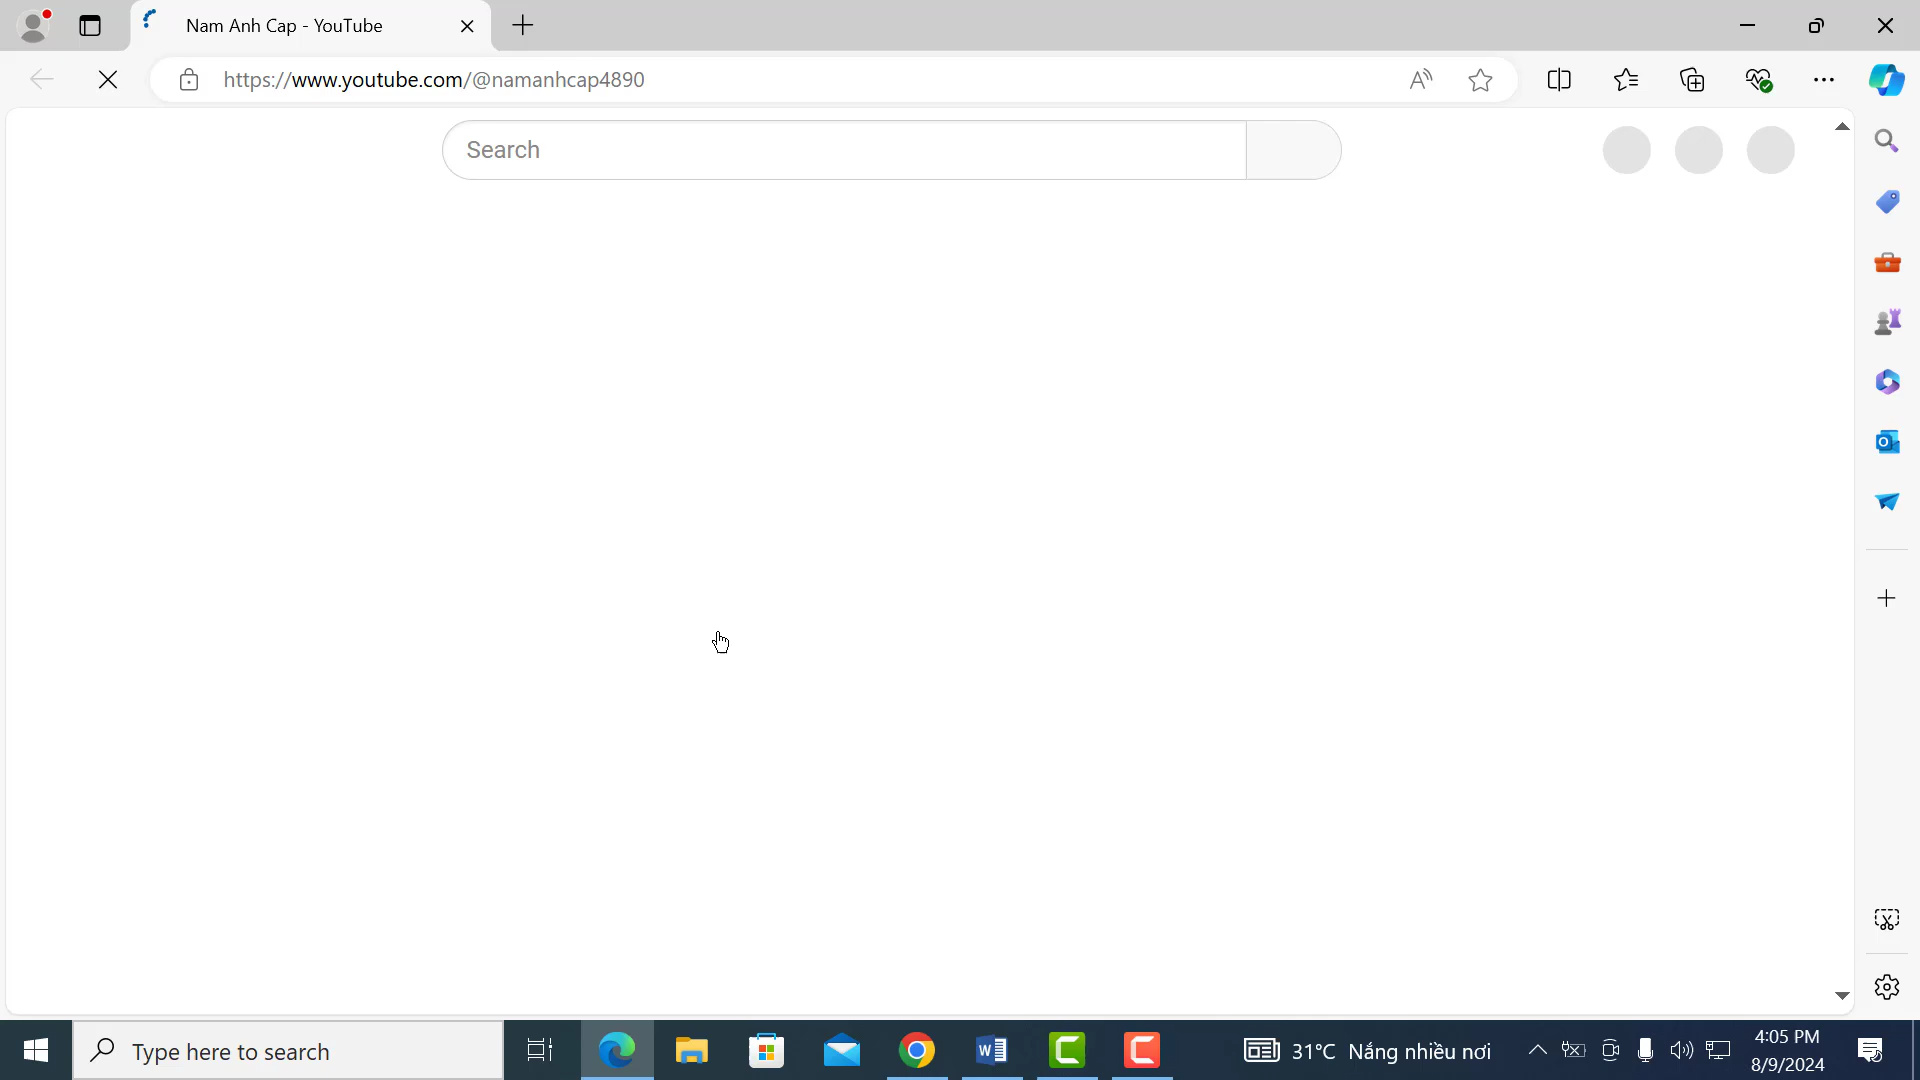 Nam Anh Cap - YouTube
https://www.youtube.com/@namanhcap4890
Search
Type here to search
31°C Nắng nhiều nơi
4:05 PM
8/9/2024